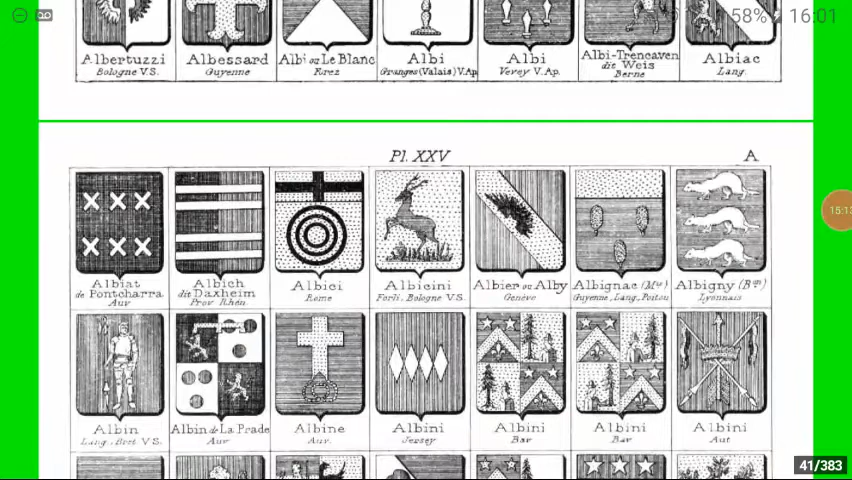 58% 16:01
Albertuzzi
Bologne V.S.
Albessard
Guyenne
Albi ou Le Blanc
Forez
Albi
Granges (Valais) V.Ap
Albi
Vevey V.Ap.
Albi-Trencaven
dit Weis
Berne
Albiac
Lang.
Pl. XXV
A
15:13
Albiat
de Pontcharra
Auv
Albich
dit Daxheim
Prov Rhén.
Albici
Rome
Albicini
Forli, Bologne V.S.
Albier ou Alby
Genève
Albignac (Mis)
Guyenne, Lang., Poitou
Albigny (Bon)
Lyonnais
Albin
Lang., Bret V.S.
Albin de La Prade
Auv
Albine
Auv.
Albini
Jersey
Albini
Bar
Albini
Bav
Albini
Aut
41/383